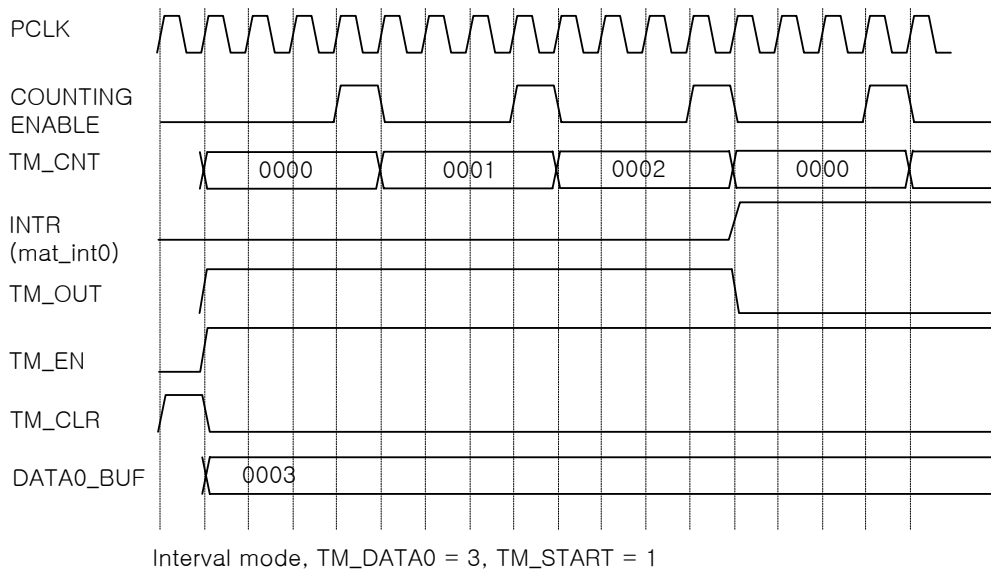 PCLK
COUNTING
ENABLE
TM_CNT
0000 0001 0002 0000
INTR
(mat_int0)
TM_OUT
TM_EN
TM_CLR
DATA0_BUF
0003
Interval mode, TM_DATA0 = 3, TM_START = 1